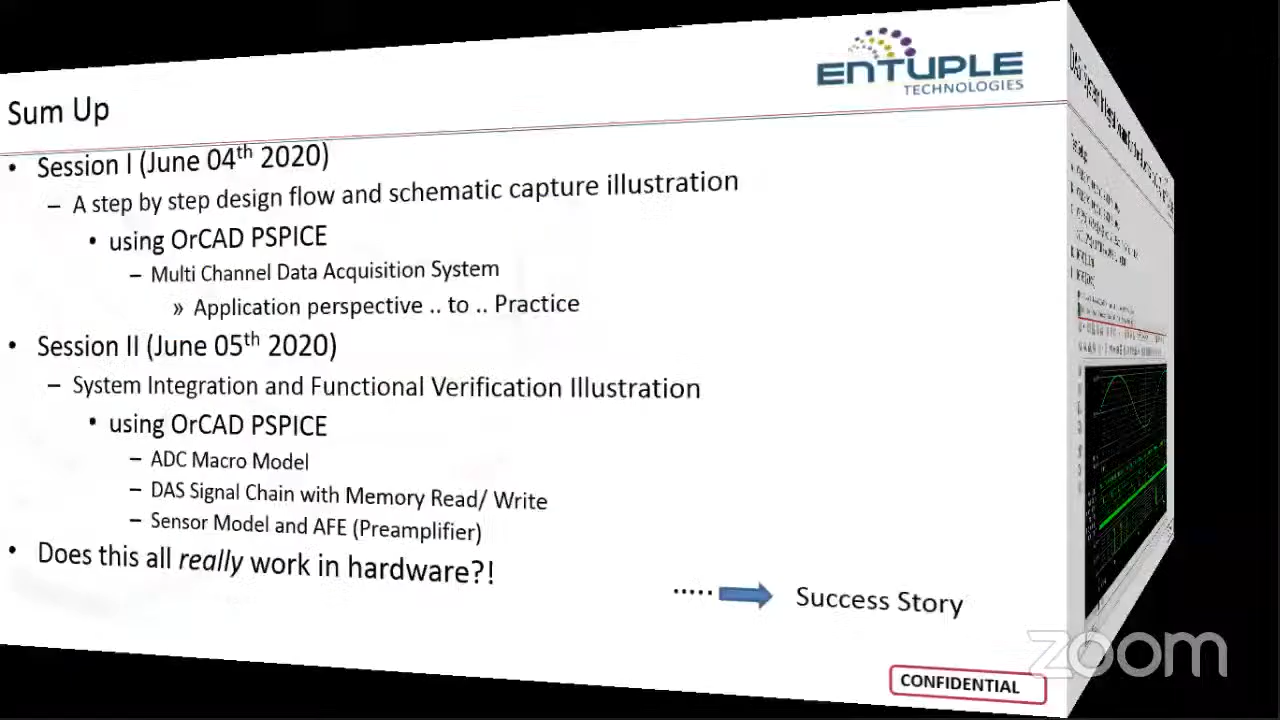 ENTUPLE
TECHNOLOGIES
Sum Up
• Session I (June 04th 2020)
– A step by step design flow and schematic capture illustration
• using OrCAD PSPICE
– Multi Channel Data Acquisition System
» Application perspective .. to .. Practice
• Session II (June 05th 2020)
– System Integration and Functional Verification Illustration
• using OrCAD PSPICE
– ADC Macro Model
– DAS Signal Chain with Memory Read/ Write
– Sensor Model and AFE (Preamplifier)
• Does this all really work in hardware?!
Success Story
zoom
CONFIDENTIAL